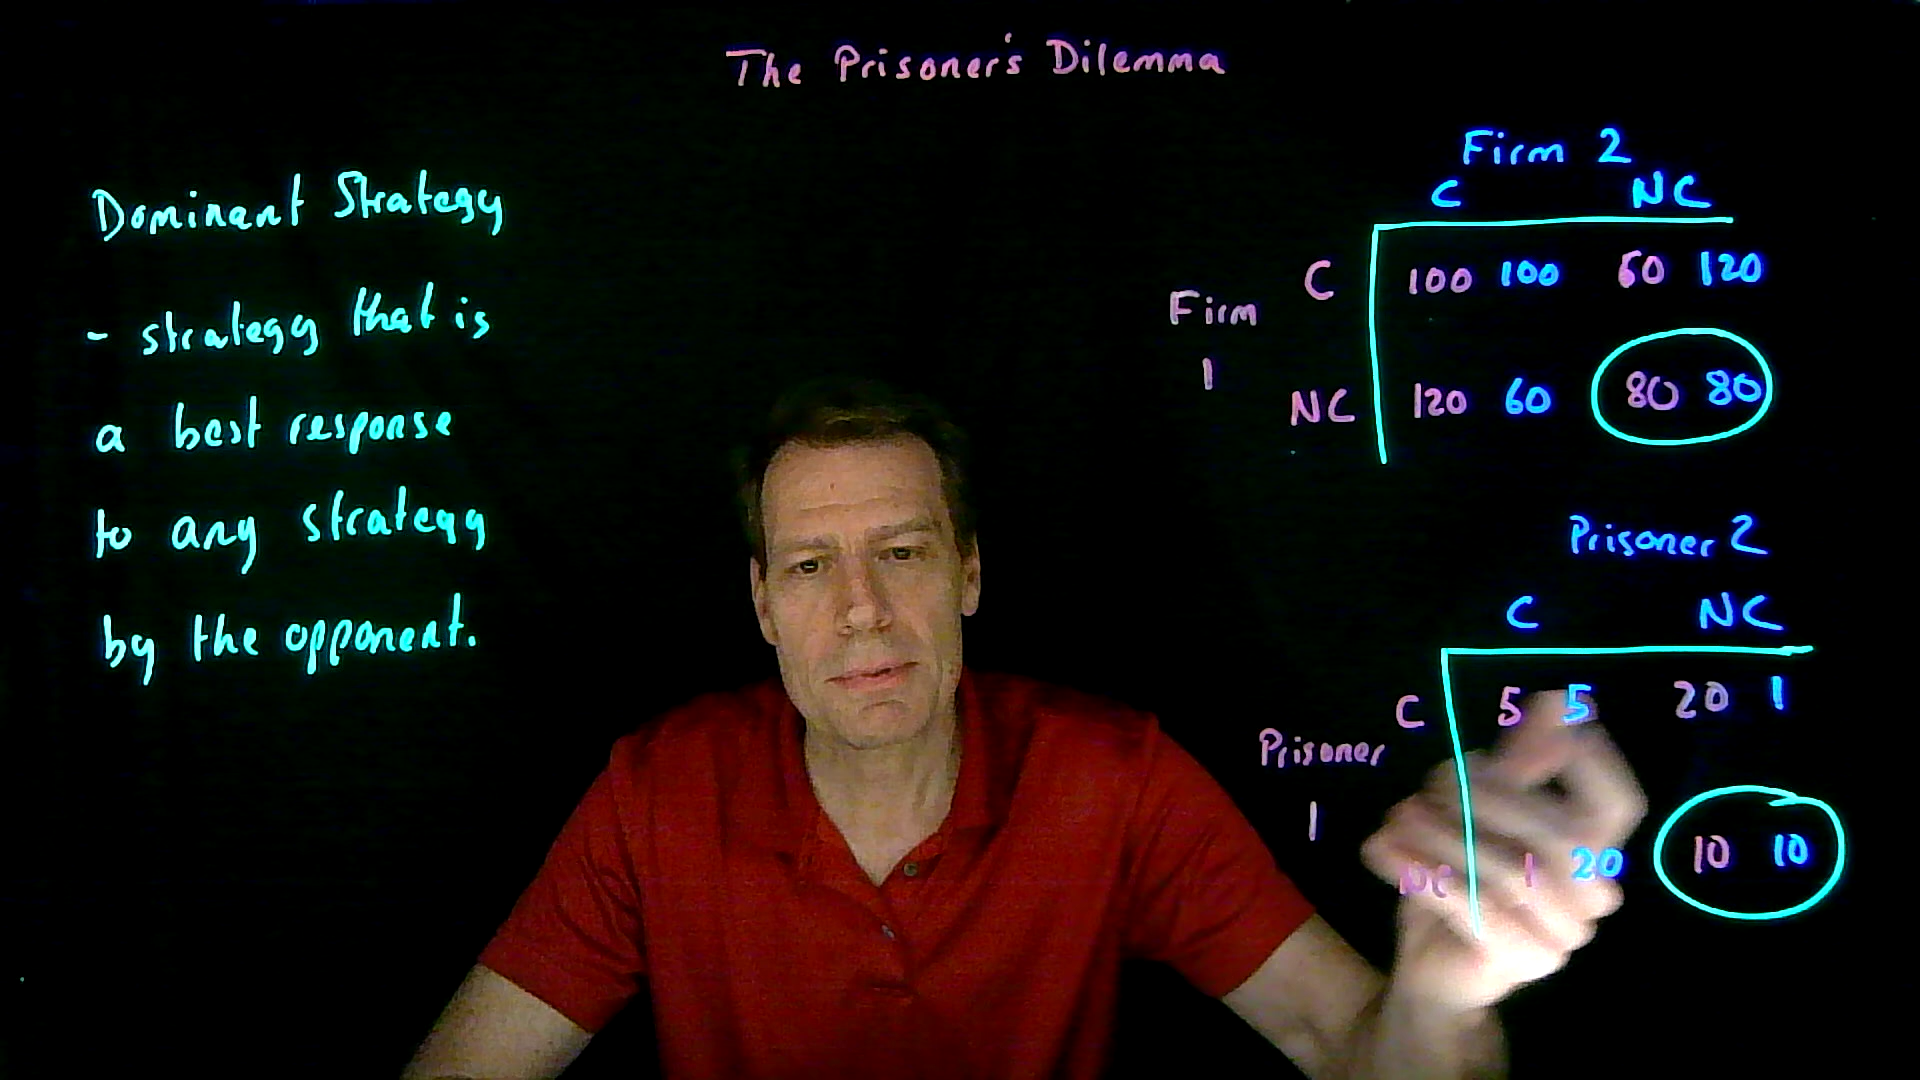 The Prisoner's Dilemma
Dominant Strategy
- strategy that is
a best response
to any strategy
by the opponent.
Firm 2
C NC
Firm
1
C 100 100 60 120
NC 120 60 80 80
Prisoner 2
C NC
Prisoner
1
C 5 5 20 1
NC 1 20 10 10